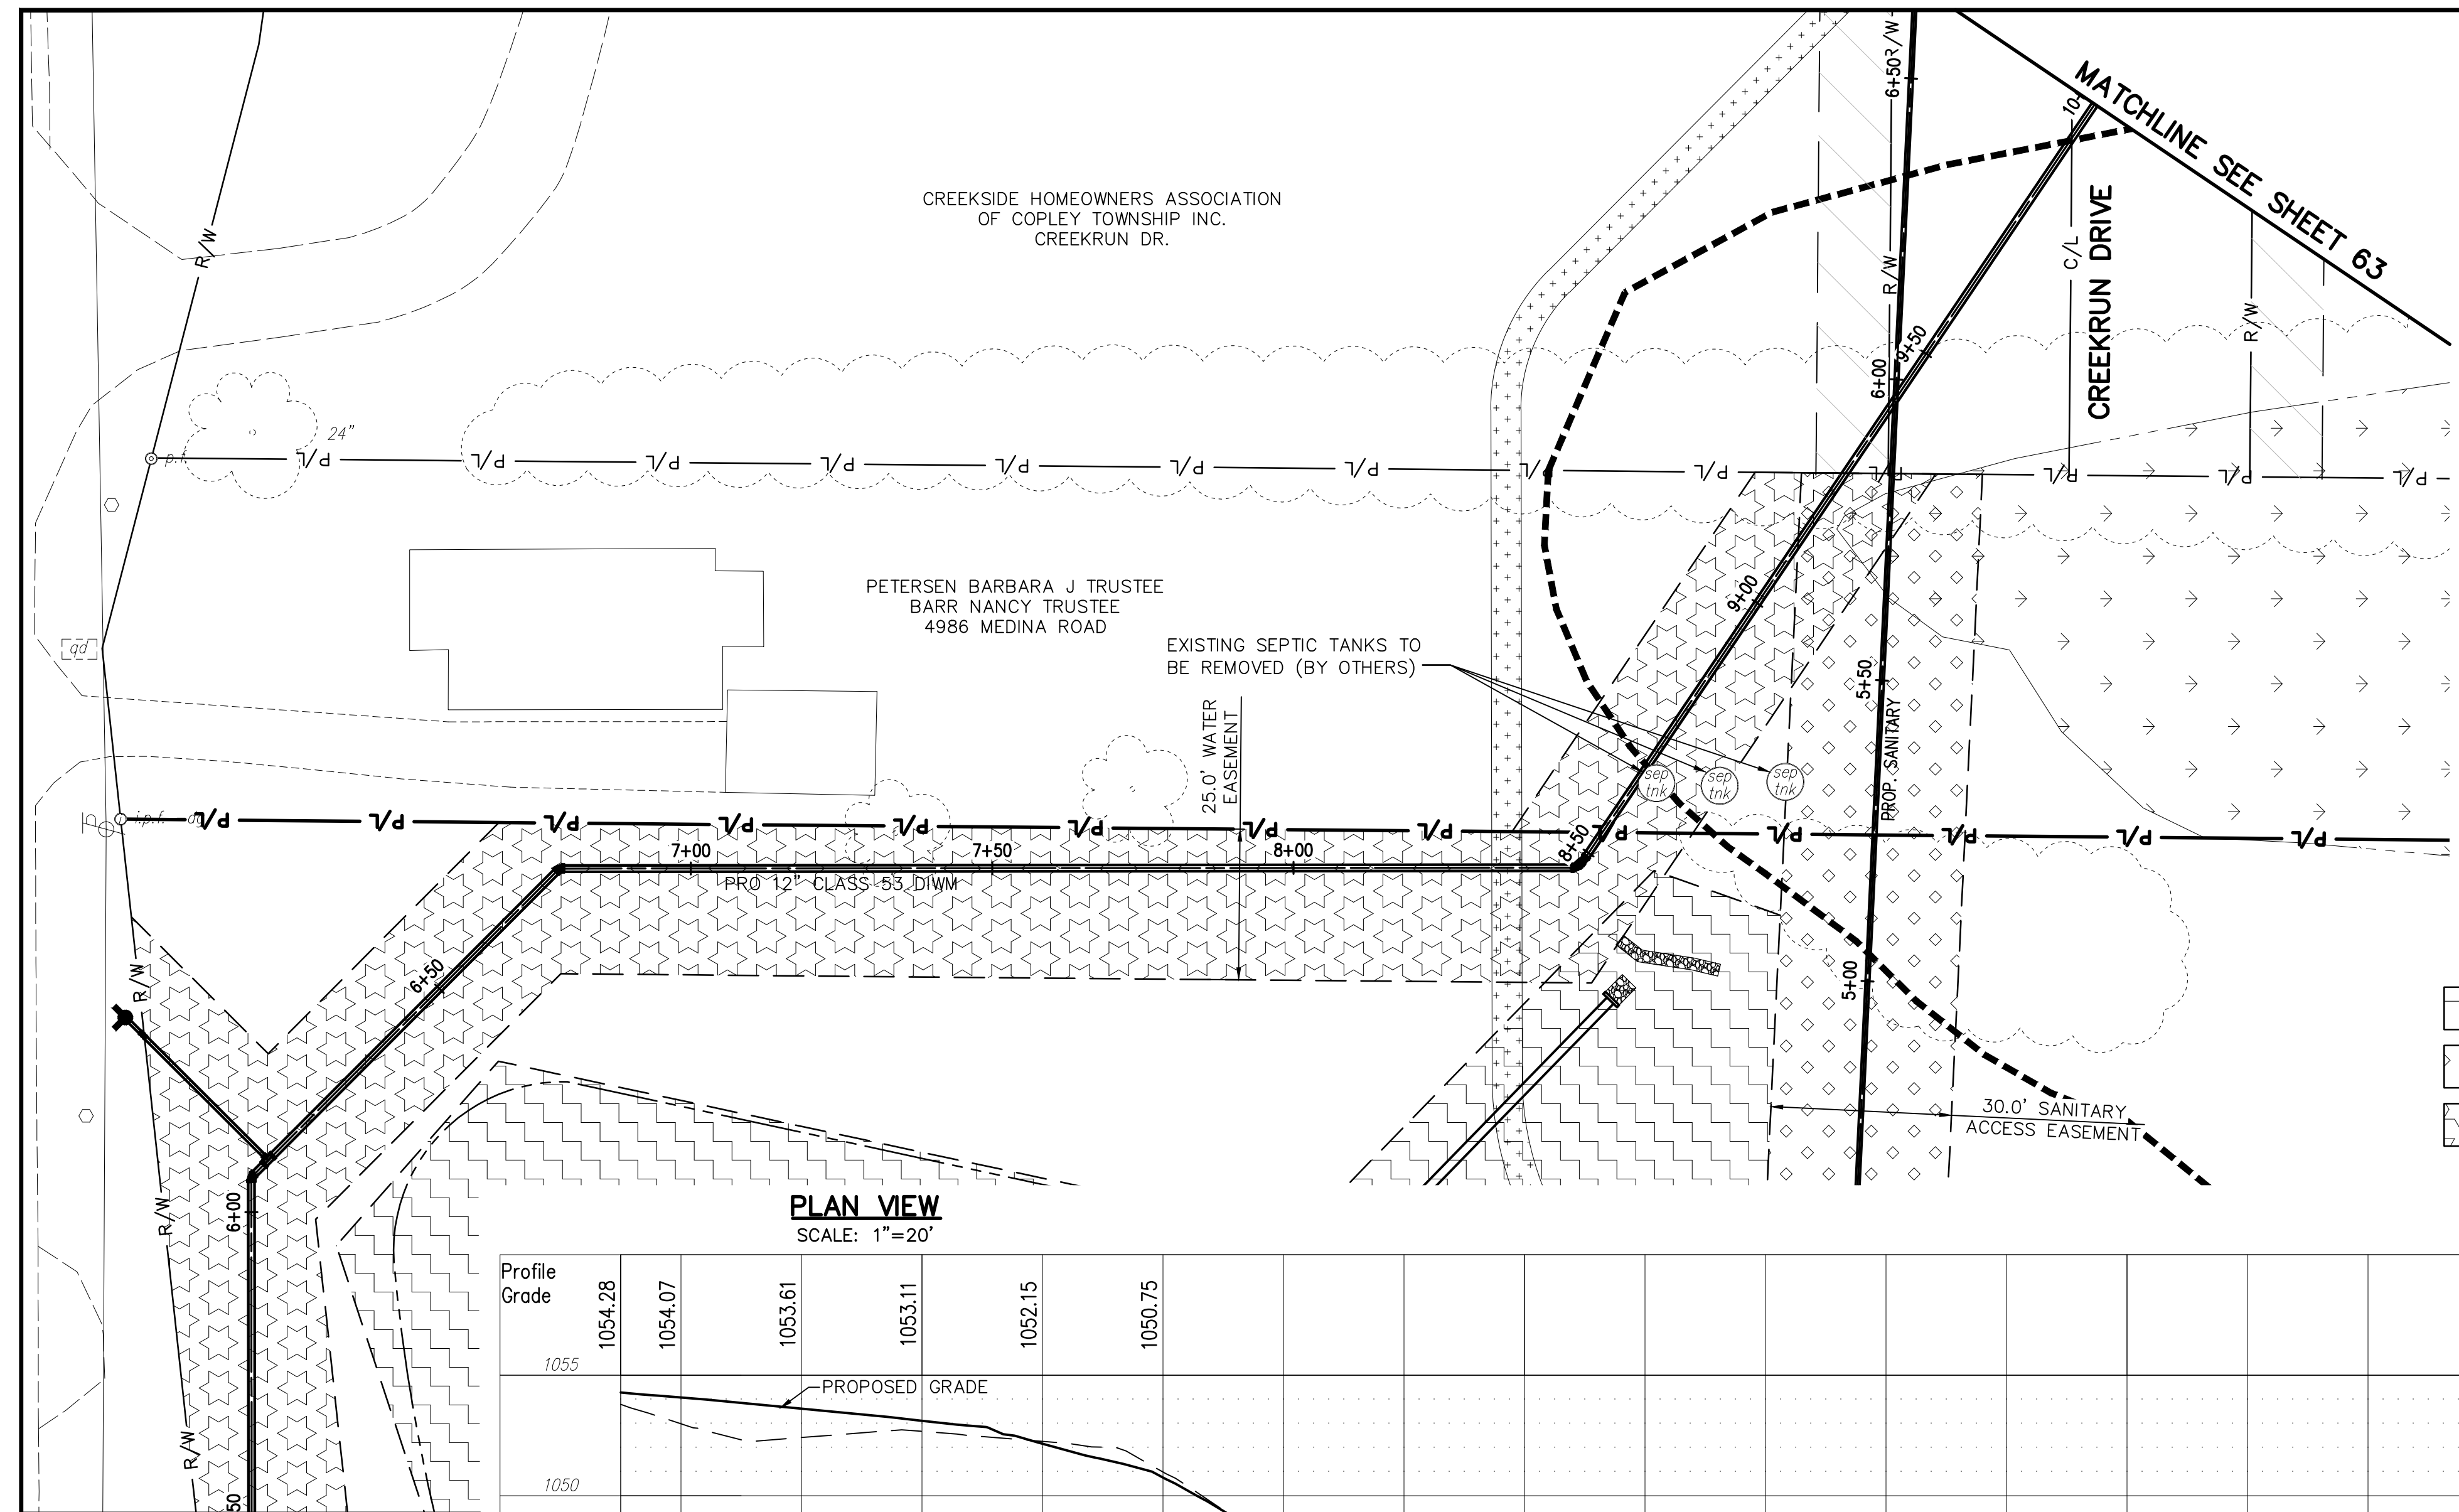 MATCHLINE SEE SHEET 63
R/W
6+50
10
CREEKSIDE HOMEOWNERS ASSOCIATION
OF COPLEY TOWNSHIP INC.
CREEKRUN DR.
R/W
R/W
C/L
CREEKRUN DRIVE
R/W
9+50
6+00
24"
p.f.
P/L
P/L
P/L
P/L
P/L
P/L
P/L
P/L
P/L
P/L
P/L
P/L
P/L
PETERSEN BARBARA J TRUSTEE
BARR NANCY TRUSTEE
4986 MEDINA ROAD
9+00
EXISTING SEPTIC TANKS TO
BE REMOVED (BY OTHERS)
qd
5+50
PROP. SANITARY
25.0' WATER
EASEMENT
sep
tnk
sep
tnk
sep
tnk
i.p.f.
P/L
P/L
P/L
P/L
P/L
P/L
P/L
P/L
P/L
P/L
P/L
P/L
P/L
7+00
7+50
8+00
8+50
PRO 12" CLASS 53 DIWM
6+50
R/W
5+00
30.0' SANITARY
ACCESS EASEMENT
6+00
R/W
R/W
50
PLAN VIEW
SCALE: 1"=20'
Profile
Grade
1054.28
1054.07
1053.61
1053.11
1052.15
1050.75
1055
PROPOSED GRADE
1050